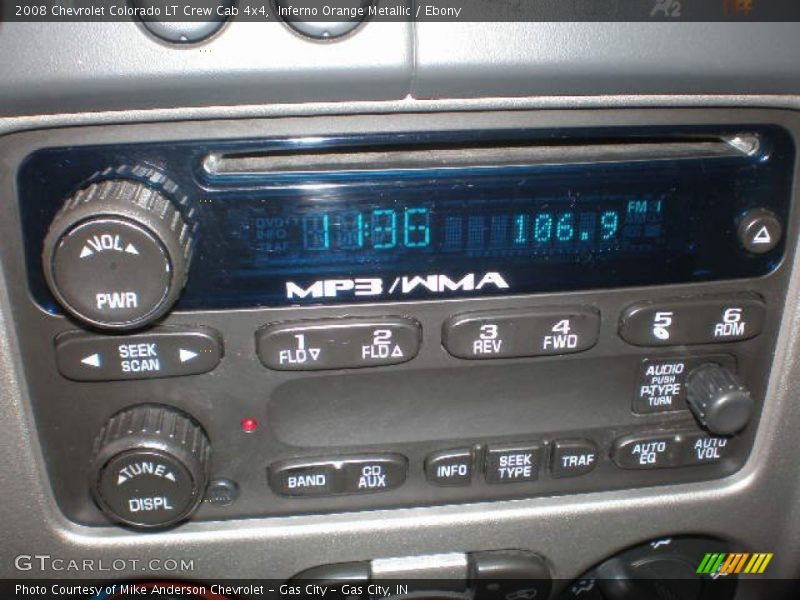 2008 Chevrolet Colorado LT Crew Cab 4x4, Inferno Orange Metallic / Ebony
FM 1
11:06 106.9
VOL
PWR
MP3/WMA
SEEK
SCAN
1
FLD
2
FLD
3
REV
4
FWD
5
6
RDM
AUDIO
PUSH
P-TYPE
TURN
TUNE
DISPL
BAND
CD
AUX
INFO
SEEK
TYPE
TRAF
AUTO
EQ
AUTO
VOL
GTCARLOT.COM
Photo Courtesy of Mike Anderson Chevrolet - Gas City - Gas City, IN